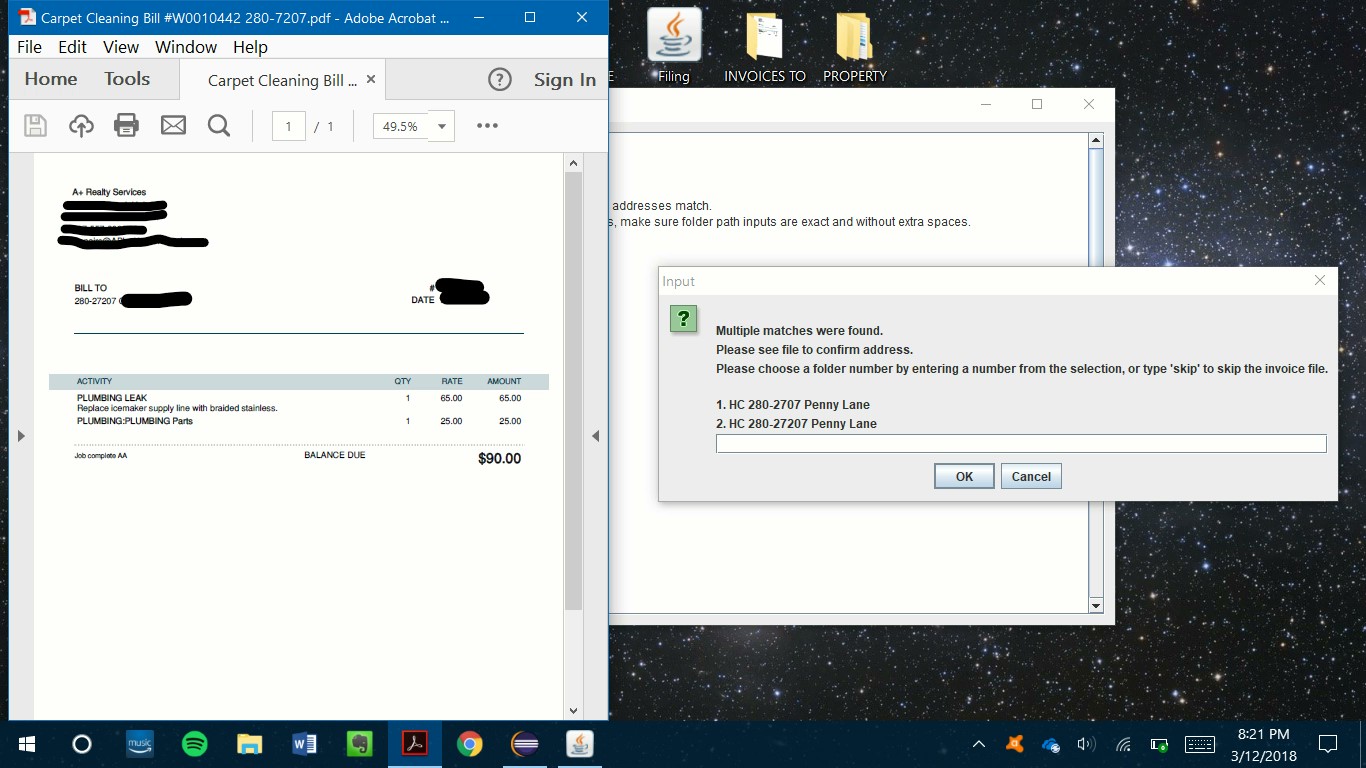 Carpet Cleaning Bill #W0010442 280-7207.pdf - Adobe Acrobat ...
File Edit View Window Help
Home Tools Carpet Cleaning Bill ... × ? Sign In
1 / 1 49.5%
A+ Realty Services
BILL TO
280-27207
#
DATE
ACTIVITY QTY RATE AMOUNT
PLUMBING LEAK 1 65.00 65.00
Replace icemaker supply line with braided stainless.
PLUMBING:PLUMBING Parts 1 25.00 25.00
Job complete AA BALANCE DUE $90.00
Filing INVOICES TO PROPERTY
addresses match.
s, make sure folder path inputs are exact and without extra spaces.
Input
?
Multiple matches were found.
Please see file to confirm address.
Please choose a folder number by entering a number from the selection, or type 'skip' to skip the invoice file.
1. HC 280-2707 Penny Lane
2. HC 280-27207 Penny Lane
OK Cancel
music
8:21 PM
3/12/2018